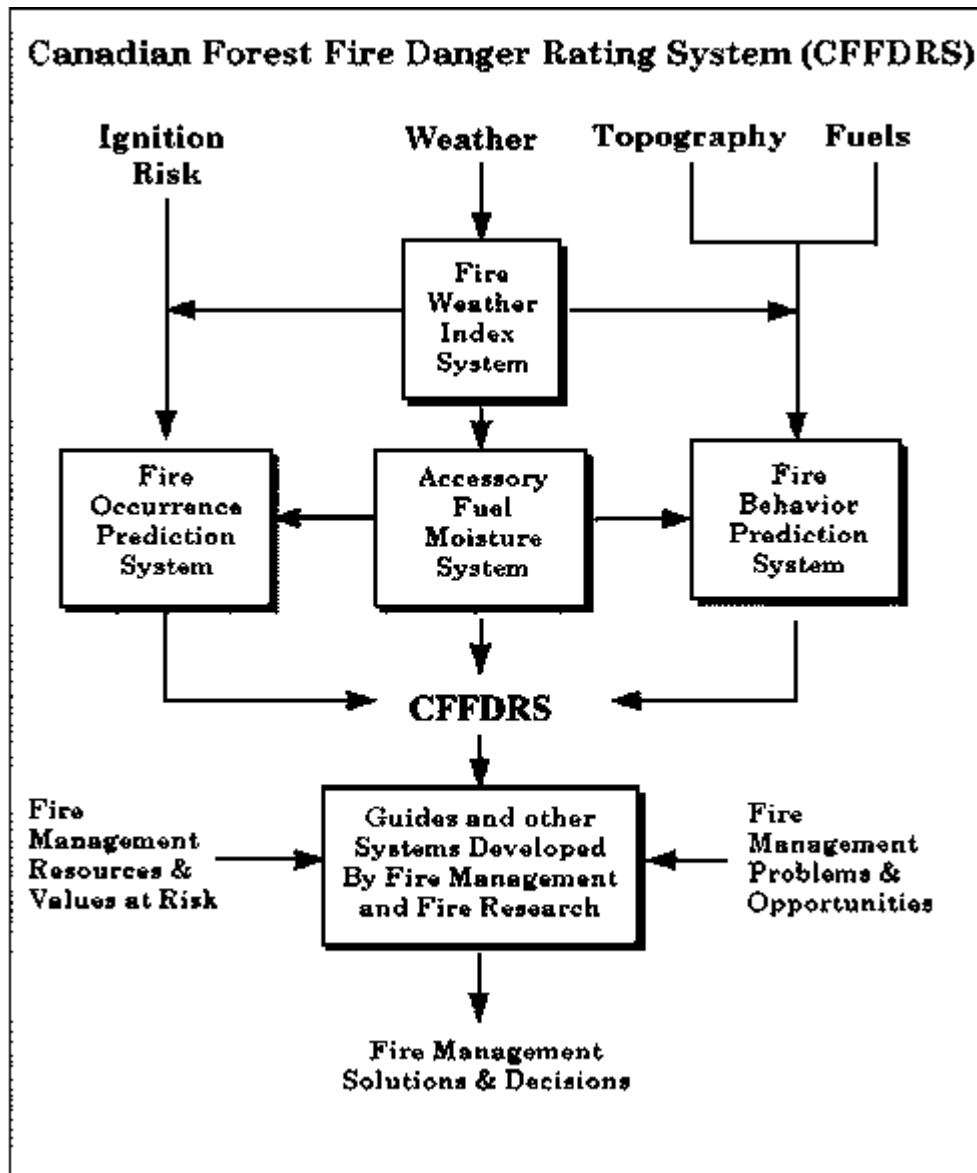 Canadian Forest Fire Danger Rating System (CFFDRS)
Ignition
Risk
Weather
Topography
Fuels
Fire
Weather
Index
System
Fire
Occurrence
Prediction
System
Accessory
Fuel
Moisture
System
Fire
Behavior
Prediction
System
CFFDRS
Fire
Management
Resources &
Values at Risk
Guides and other
Systems Developed
By Fire Management
and Fire Research
Fire
Management
Problems &
Opportunities
Fire Management
Solutions & Decisions